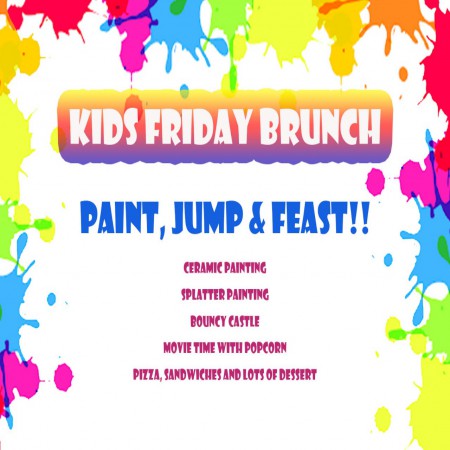 KIDS FRIDAY BRUNCH
PAINT, JUMP & FEAST!!
CERAMIC PAINTING
SPLATTER PAINTING
BOUNCY CASTLE
MOVIE TIME WITH POPCORN
PIZZA, SANDWICHES AND LOTS OF DESSERT